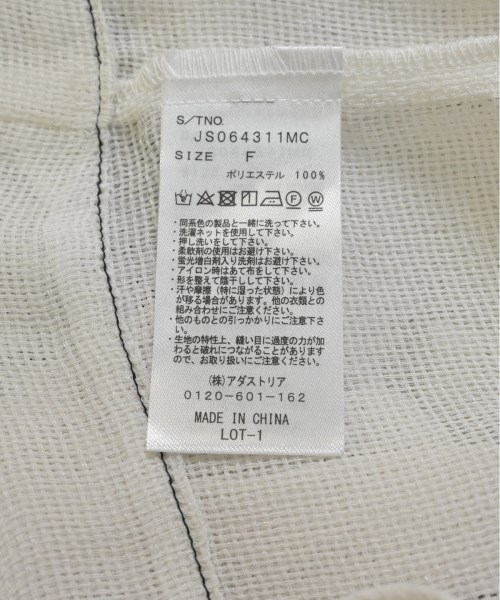 S/TNO.
JS064311MC
SIZE F
ポリエステル 100%
・同系色の製品と一緒に洗って下さい。
・洗濯ネットを使用して下さい。
・押し洗いをして下さい。
・柔軟剤の使用はお避け下さい。
・蛍光増白剤入り洗剤はお避け下さい。
・アイロン時はあて布をして下さい。
・形を整えて陰干しして下さい。
・汗や摩擦（特に湿った状態）により色
が移る場合があります。他の衣類との
組み合わせにご注意下さい。
・他のものとの引っかかりにご注意下さ
い。
・生地の特性上、縫い目に過度の力が加
わると破れにつながることがあります
ので、お取り扱いにご注意下さい。
(株)アダストリア
0120-601-162
MADE IN CHINA
LOT-1